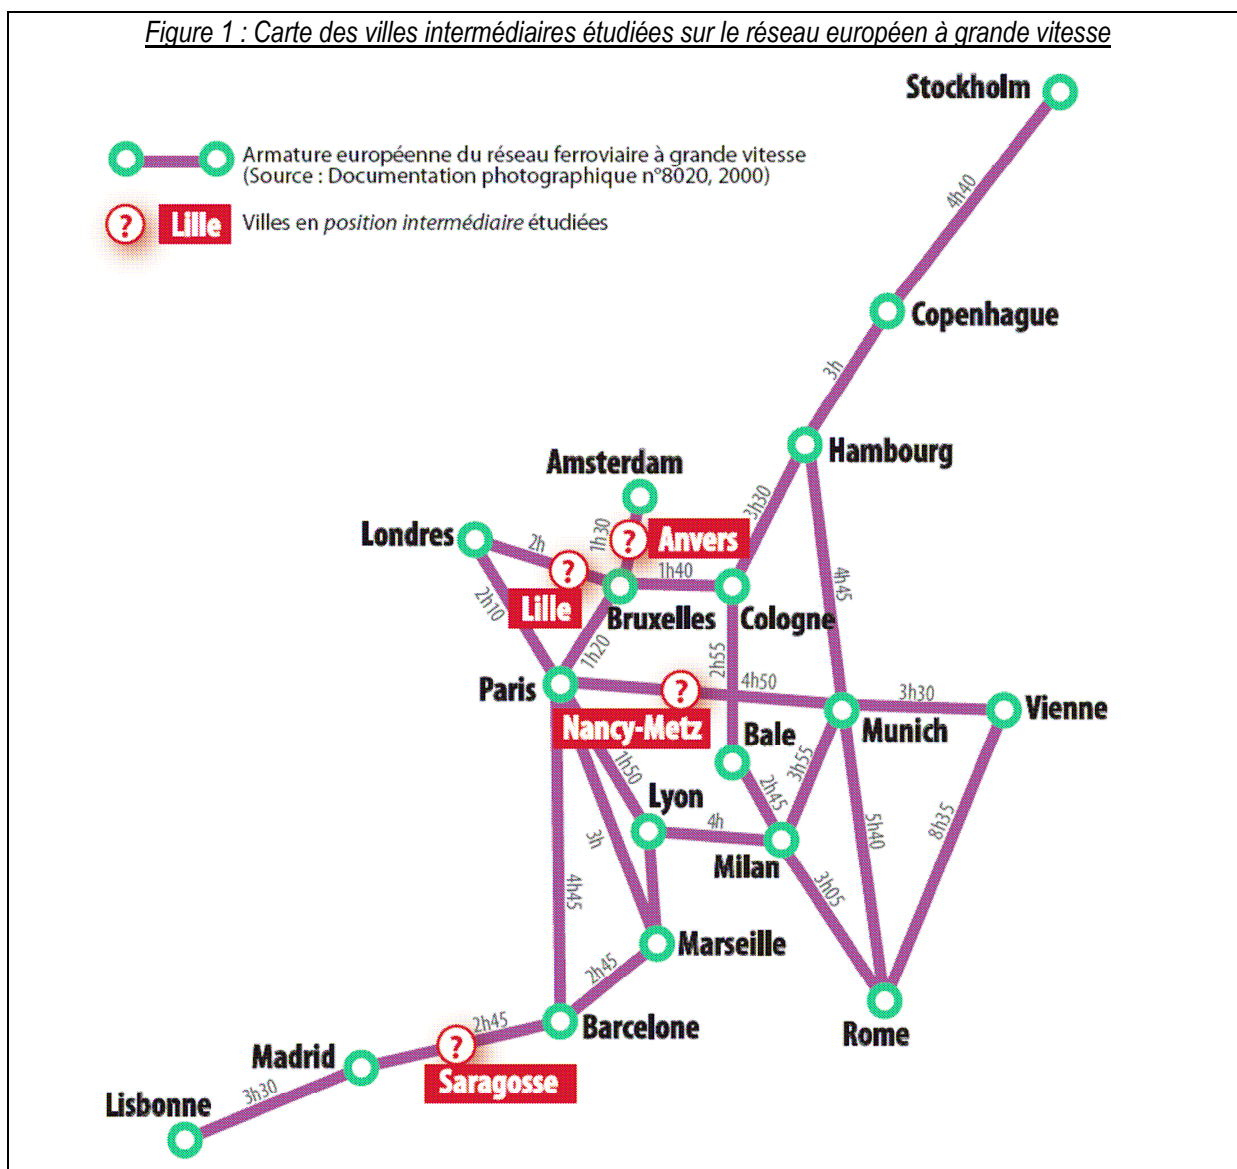 Figure 1 : Carte des villes intermédiaires étudiées sur le réseau européen à grande vitesse
Stockholm
Armature européenne du réseau ferroviaire à grande vitesse
(Source : Documentation photographique n°8020, 2000)
4h40
? Lille Villes en position intermédiaire étudiées
Copenhague
3h
Hambourg
Amsterdam
3h30
Londres
2h
1h30
? Anvers
1h40
4h45
?
2h10
Lille
Bruxelles
Cologne
1h20
2h55
Paris
?
4h50
3h30
Vienne
Nancy-Metz
Bale
Munich
1h50
2h45
3h55
Lyon
4h
5h40
8h35
3h
Milan
3h05
4h45
Marseille
2h45
Rome
2h45
Barcelone
Madrid
?
Saragosse
3h30
Lisbonne